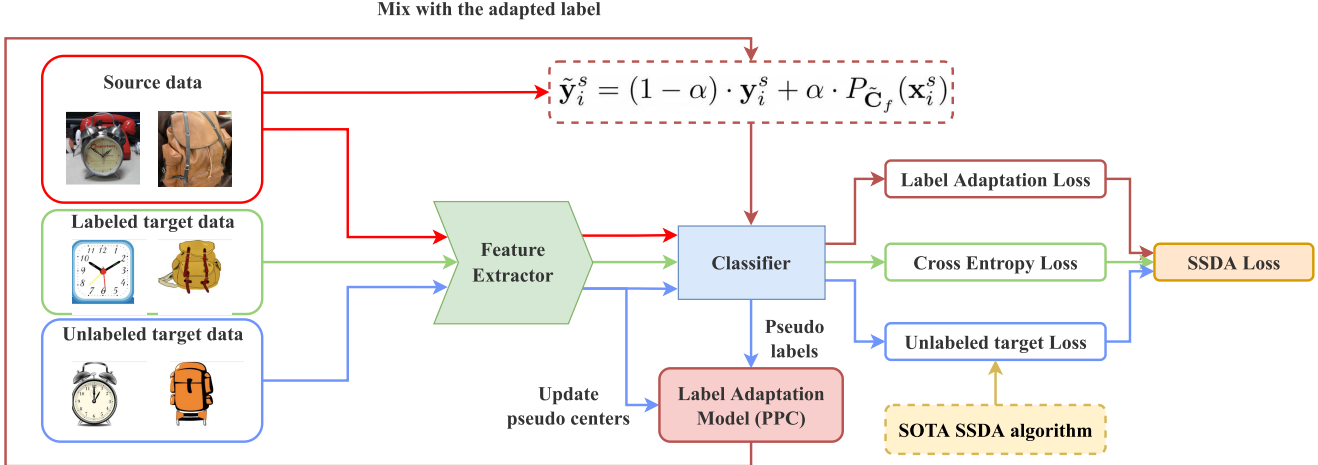 Mix with the adapted label
Source data
ỹ_i^s = (1 − α) · y_i^s + α · P_{C̃_f}(x_i^s)
Labeled target data
Unlabeled target data
Feature
Extractor
Classifier
Label Adaptation Loss
Cross Entropy Loss
SSDA Loss
Unlabeled target Loss
Pseudo
labels
Update
pseudo centers
Label Adaptation
Model (PPC)
SOTA SSDA algorithm